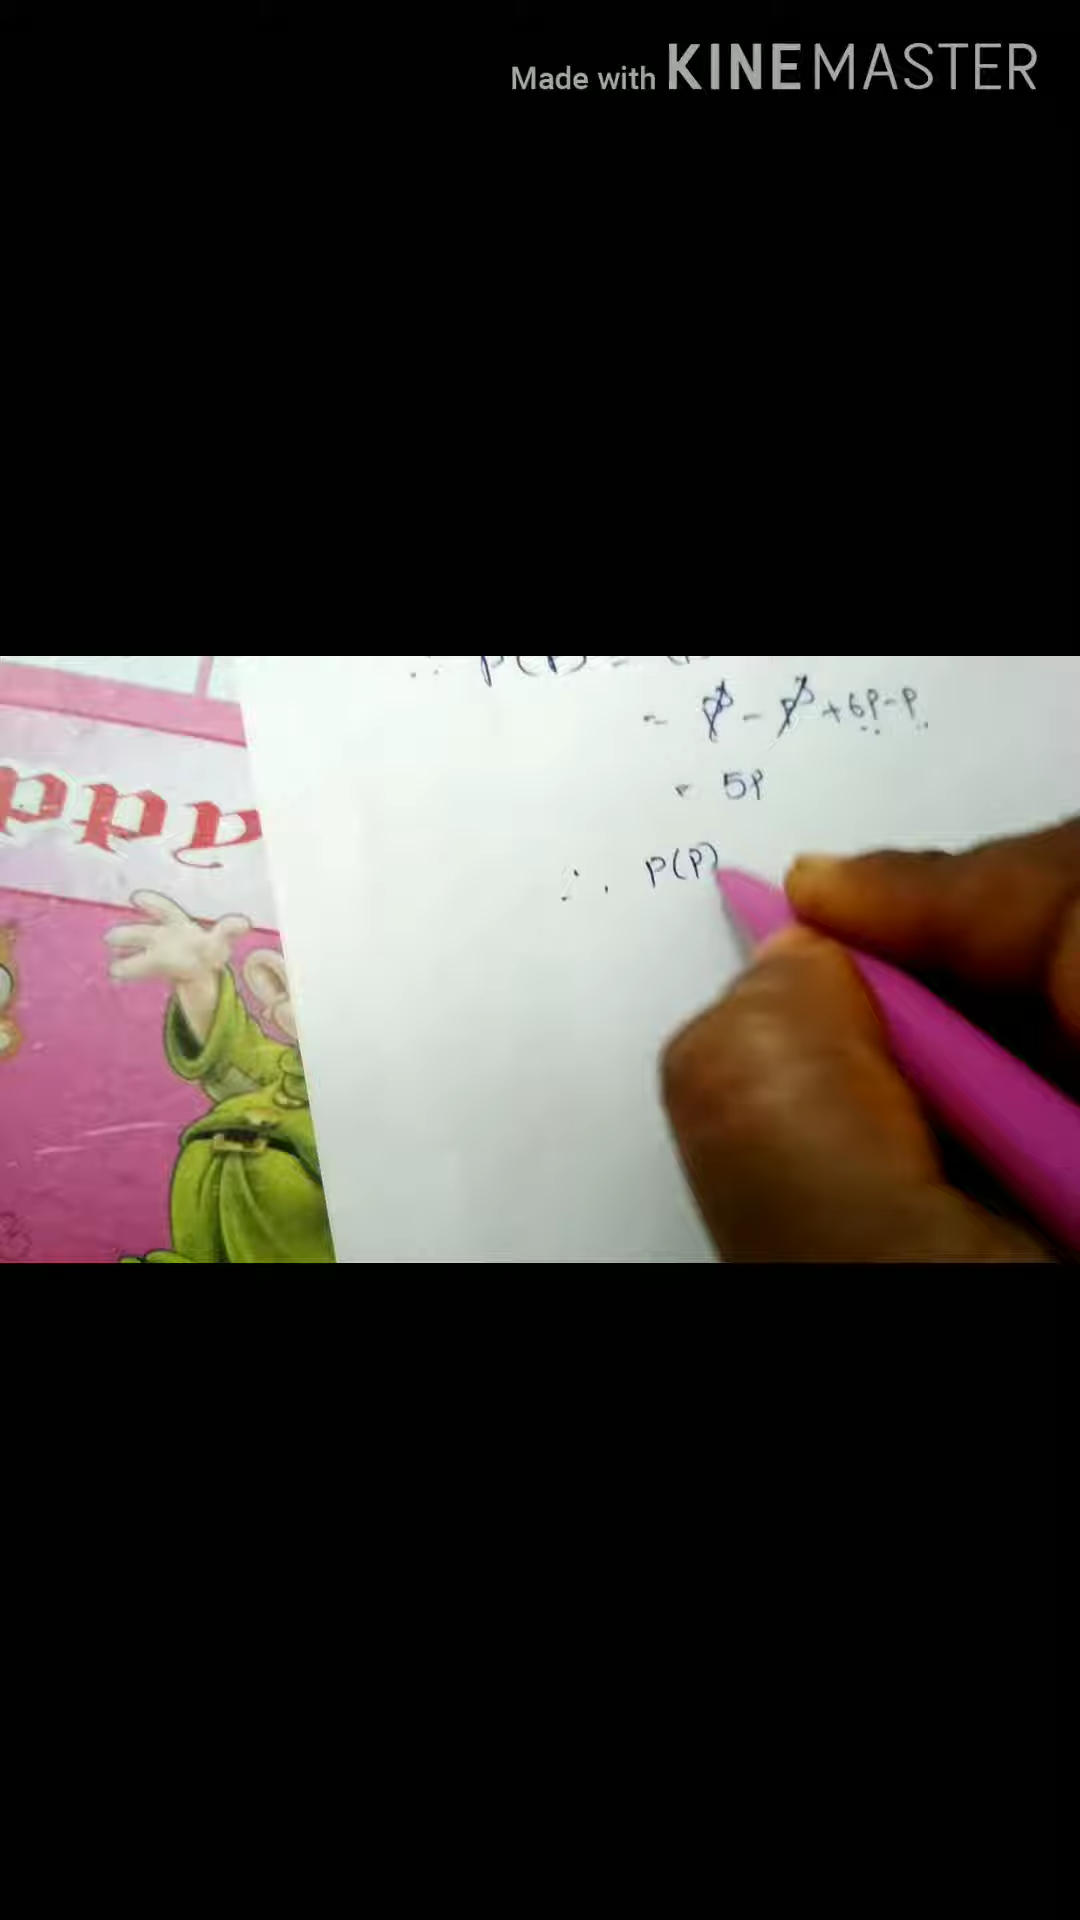 Made with KINEMASTER
∴ P(P) =
= p³ - p³ + 6p - p
= 5p
∴ P(P)